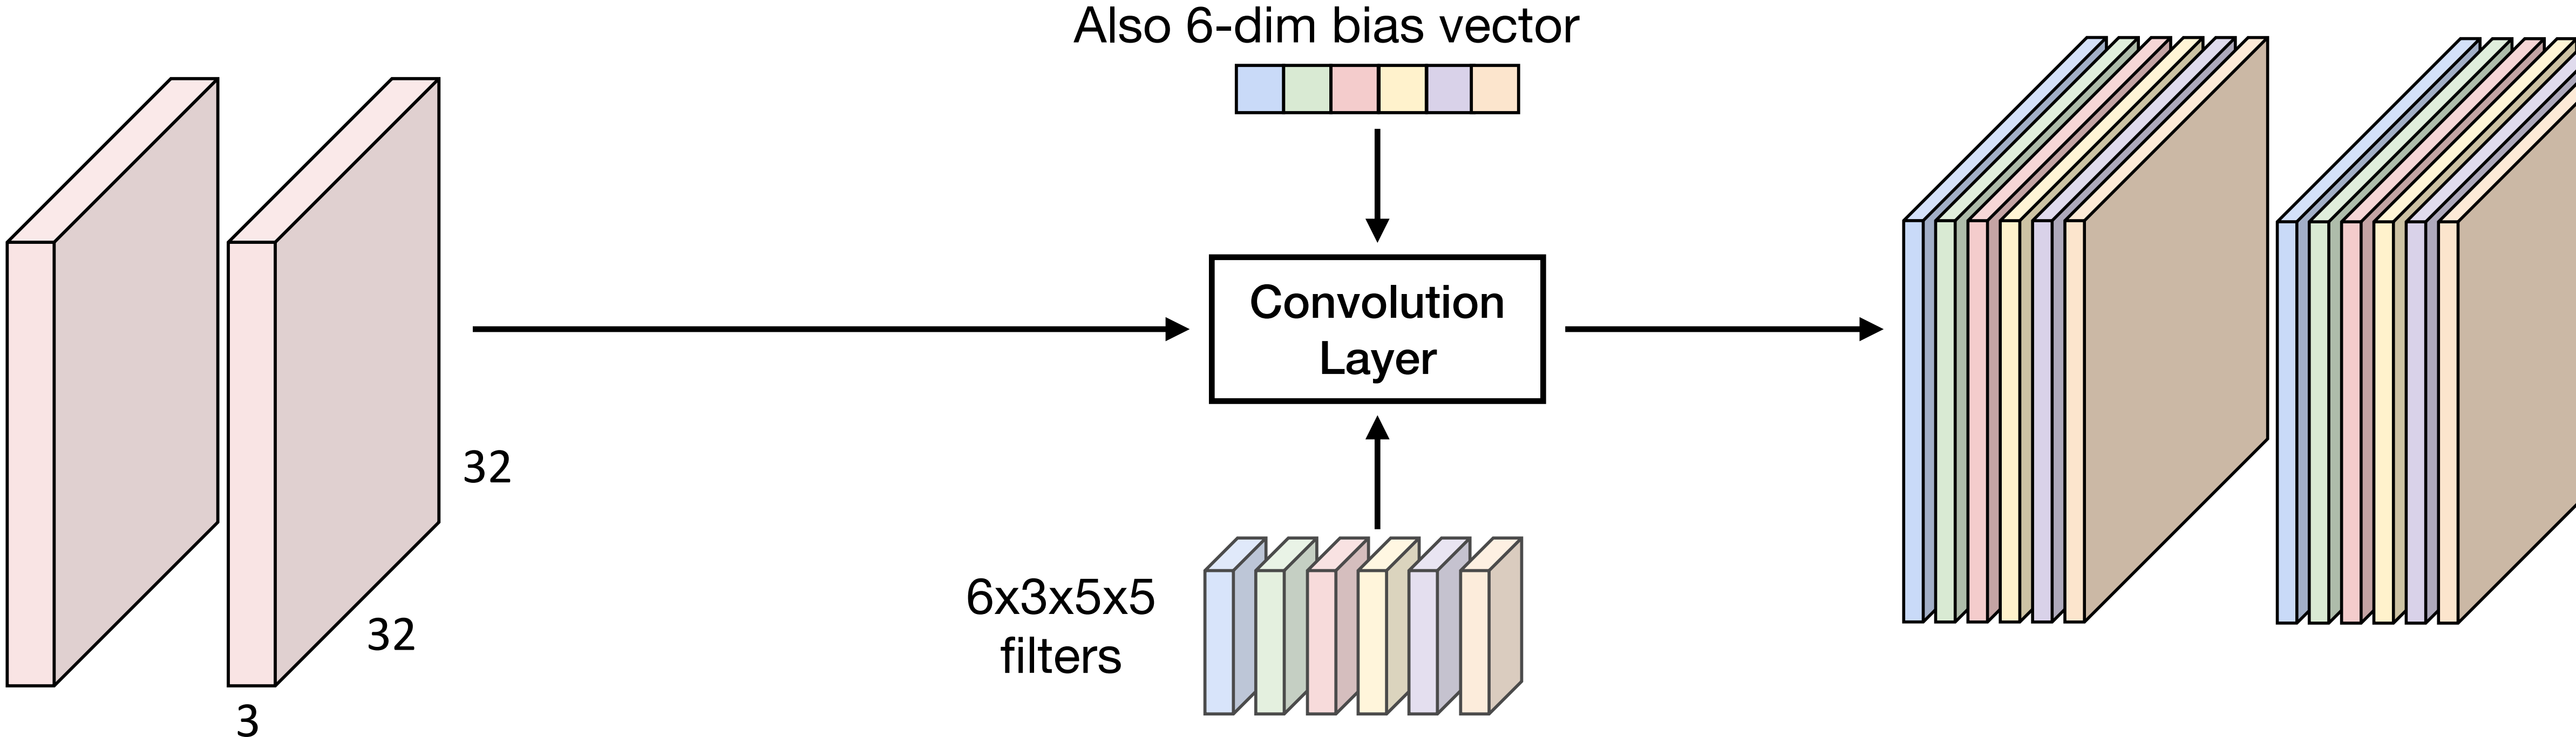 Also 6-dim bias vector
Convolution
Layer
32
32
3
6x3x5x5
filters